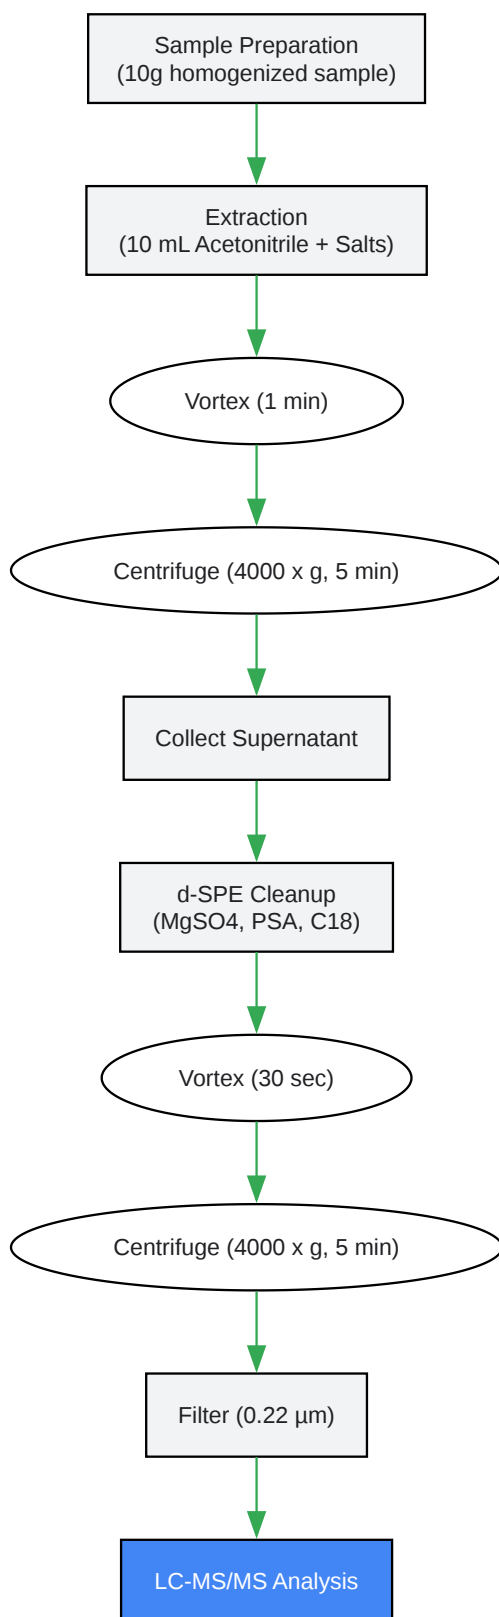 Sample Preparation
(10g homogenized sample)
Extraction
(10 mL Acetonitrile + Salts)
Vortex (1 min)
Centrifuge (4000 x g, 5 min)
Collect Supernatant
d-SPE Cleanup
(MgSO4, PSA, C18)
Vortex (30 sec)
Centrifuge (4000 x g, 5 min)
Filter (0.22 µm)
LC-MS/MS Analysis